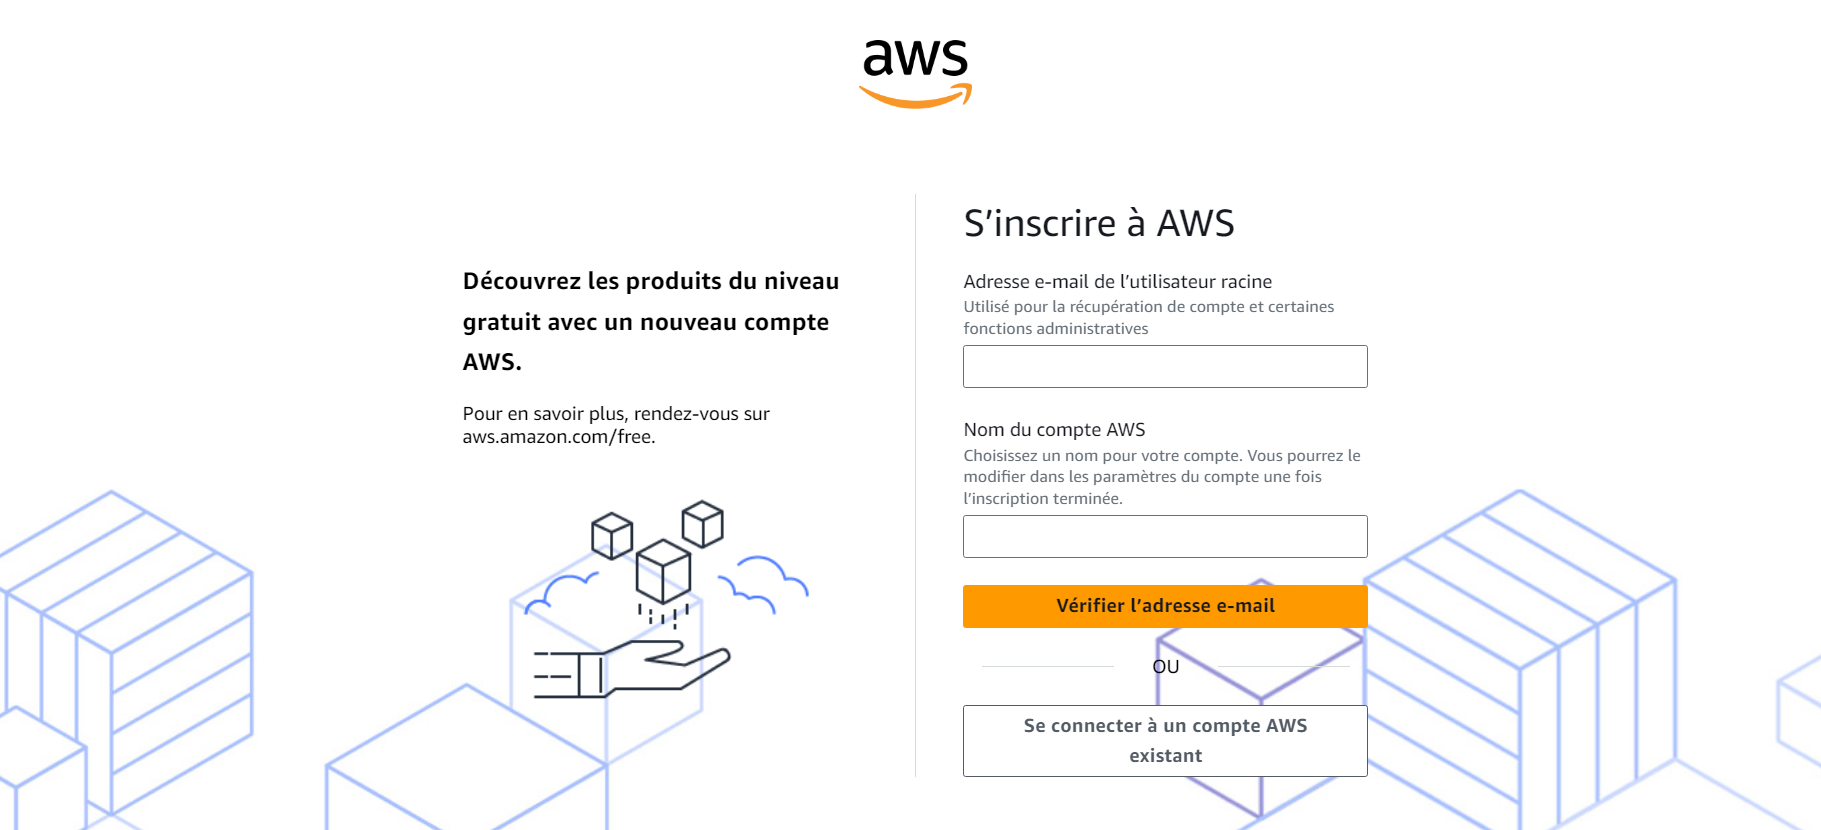 aws
Découvrez les produits du niveau
gratuit avec un nouveau compte
AWS.
Pour en savoir plus, rendez-vous sur
aws.amazon.com/free.
S’inscrire à AWS
Adresse e-mail de l’utilisateur racine
Utilisé pour la récupération de compte et certaines
fonctions administratives
Nom du compte AWS
Choisissez un nom pour votre compte. Vous pourrez le
modifier dans les paramètres du compte une fois
l’inscription terminée.
Vérifier l’adresse e-mail
OU
Se connecter à un compte AWS
existant